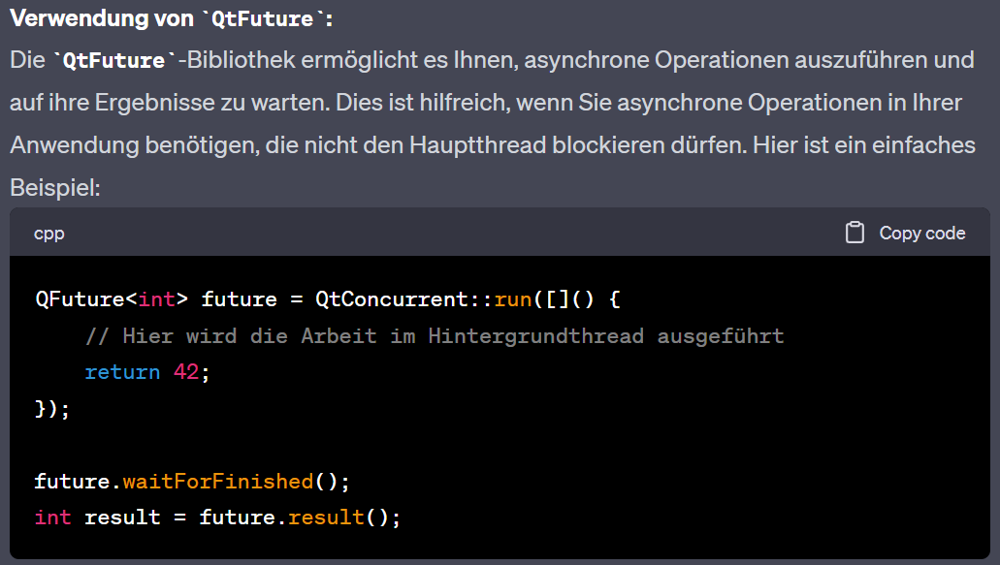 Verwendung von `QtFuture`:
Die `QtFuture`-Bibliothek ermöglicht es Ihnen, asynchrone Operationen auszuführen und
auf ihre Ergebnisse zu warten. Dies ist hilfreich, wenn Sie asynchrone Operationen in Ihrer
Anwendung benötigen, die nicht den Hauptthread blockieren dürfen. Hier ist ein einfaches
Beispiel:
cpp Copy code
QFuture<int> future = QtConcurrent::run([]() {
    // Hier wird die Arbeit im Hintergrundthread ausgeführt
    return 42;
});

future.waitForFinished();
int result = future.result();